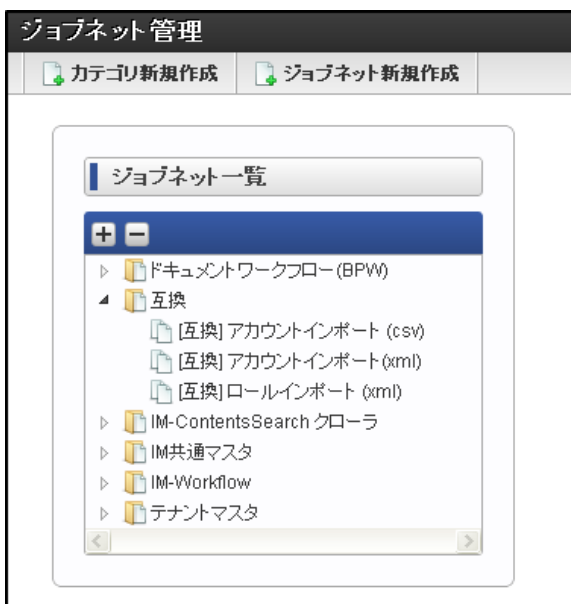 ジョブネット管理
カテゴリ新規作成
ジョブネット新規作成
ジョブネット一覧
ドキュメントワークフロー(BPW)
互換
[互換] アカウントインポート (csv)
[互換] アカウントインポート(xml)
[互換]ロールインポート (xml)
IM-ContentsSearch クローラ
IM共通マスタ
IM-Workflow
テナントマスタ